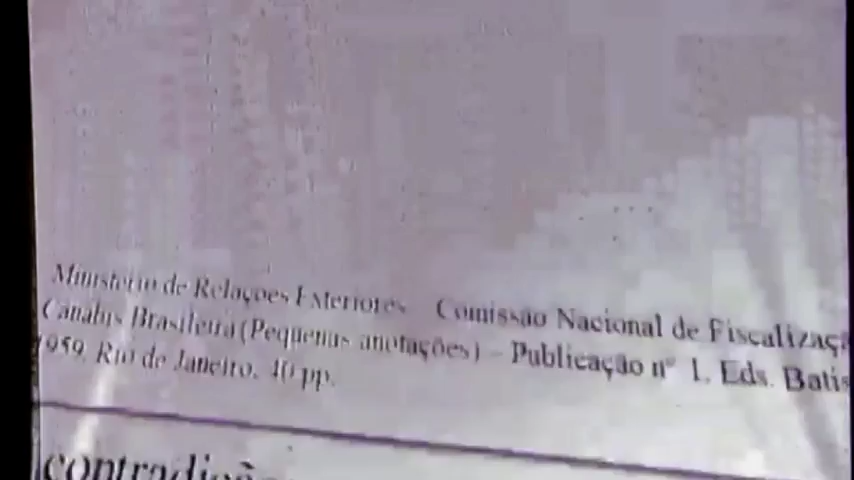 Ministério de Relações Exteriores Comissão Nacional de Fiscalizaçã
Canabis Brasileira (Pequenas anotações) - Publicação nº 1. Eds. Batis
1959. Rio de Janeiro. 40 pp.
contradiçã